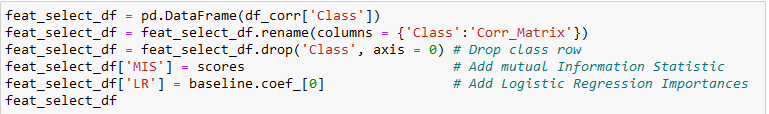 feat_select_df = pd.DataFrame(df_corr['Class'])
feat_select_df = feat_select_df.rename(columns = {'Class':'Corr_Matrix'})
feat_select_df = feat_select_df.drop('Class', axis = 0) # Drop class row
feat_select_df['MIS'] = scores # Add mutual Information Statistic
feat_select_df['LR'] = baseline.coef_[0] # Add Logistic Regression Importances
feat_select_df